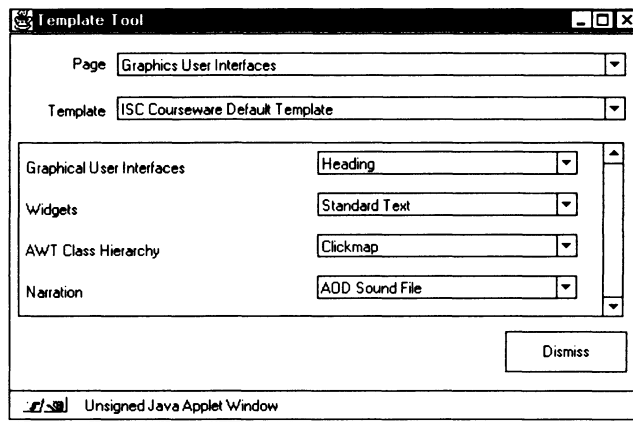 Template Tool
Page Graphics User Interfaces
Template ISC Courseware Default Template
Graphical User Interfaces Heading
Widgets Standard Text
AWT Class Hierarchy Clickmap
Narration AOD Sound File
Dismiss
Unsigned Java Applet Window